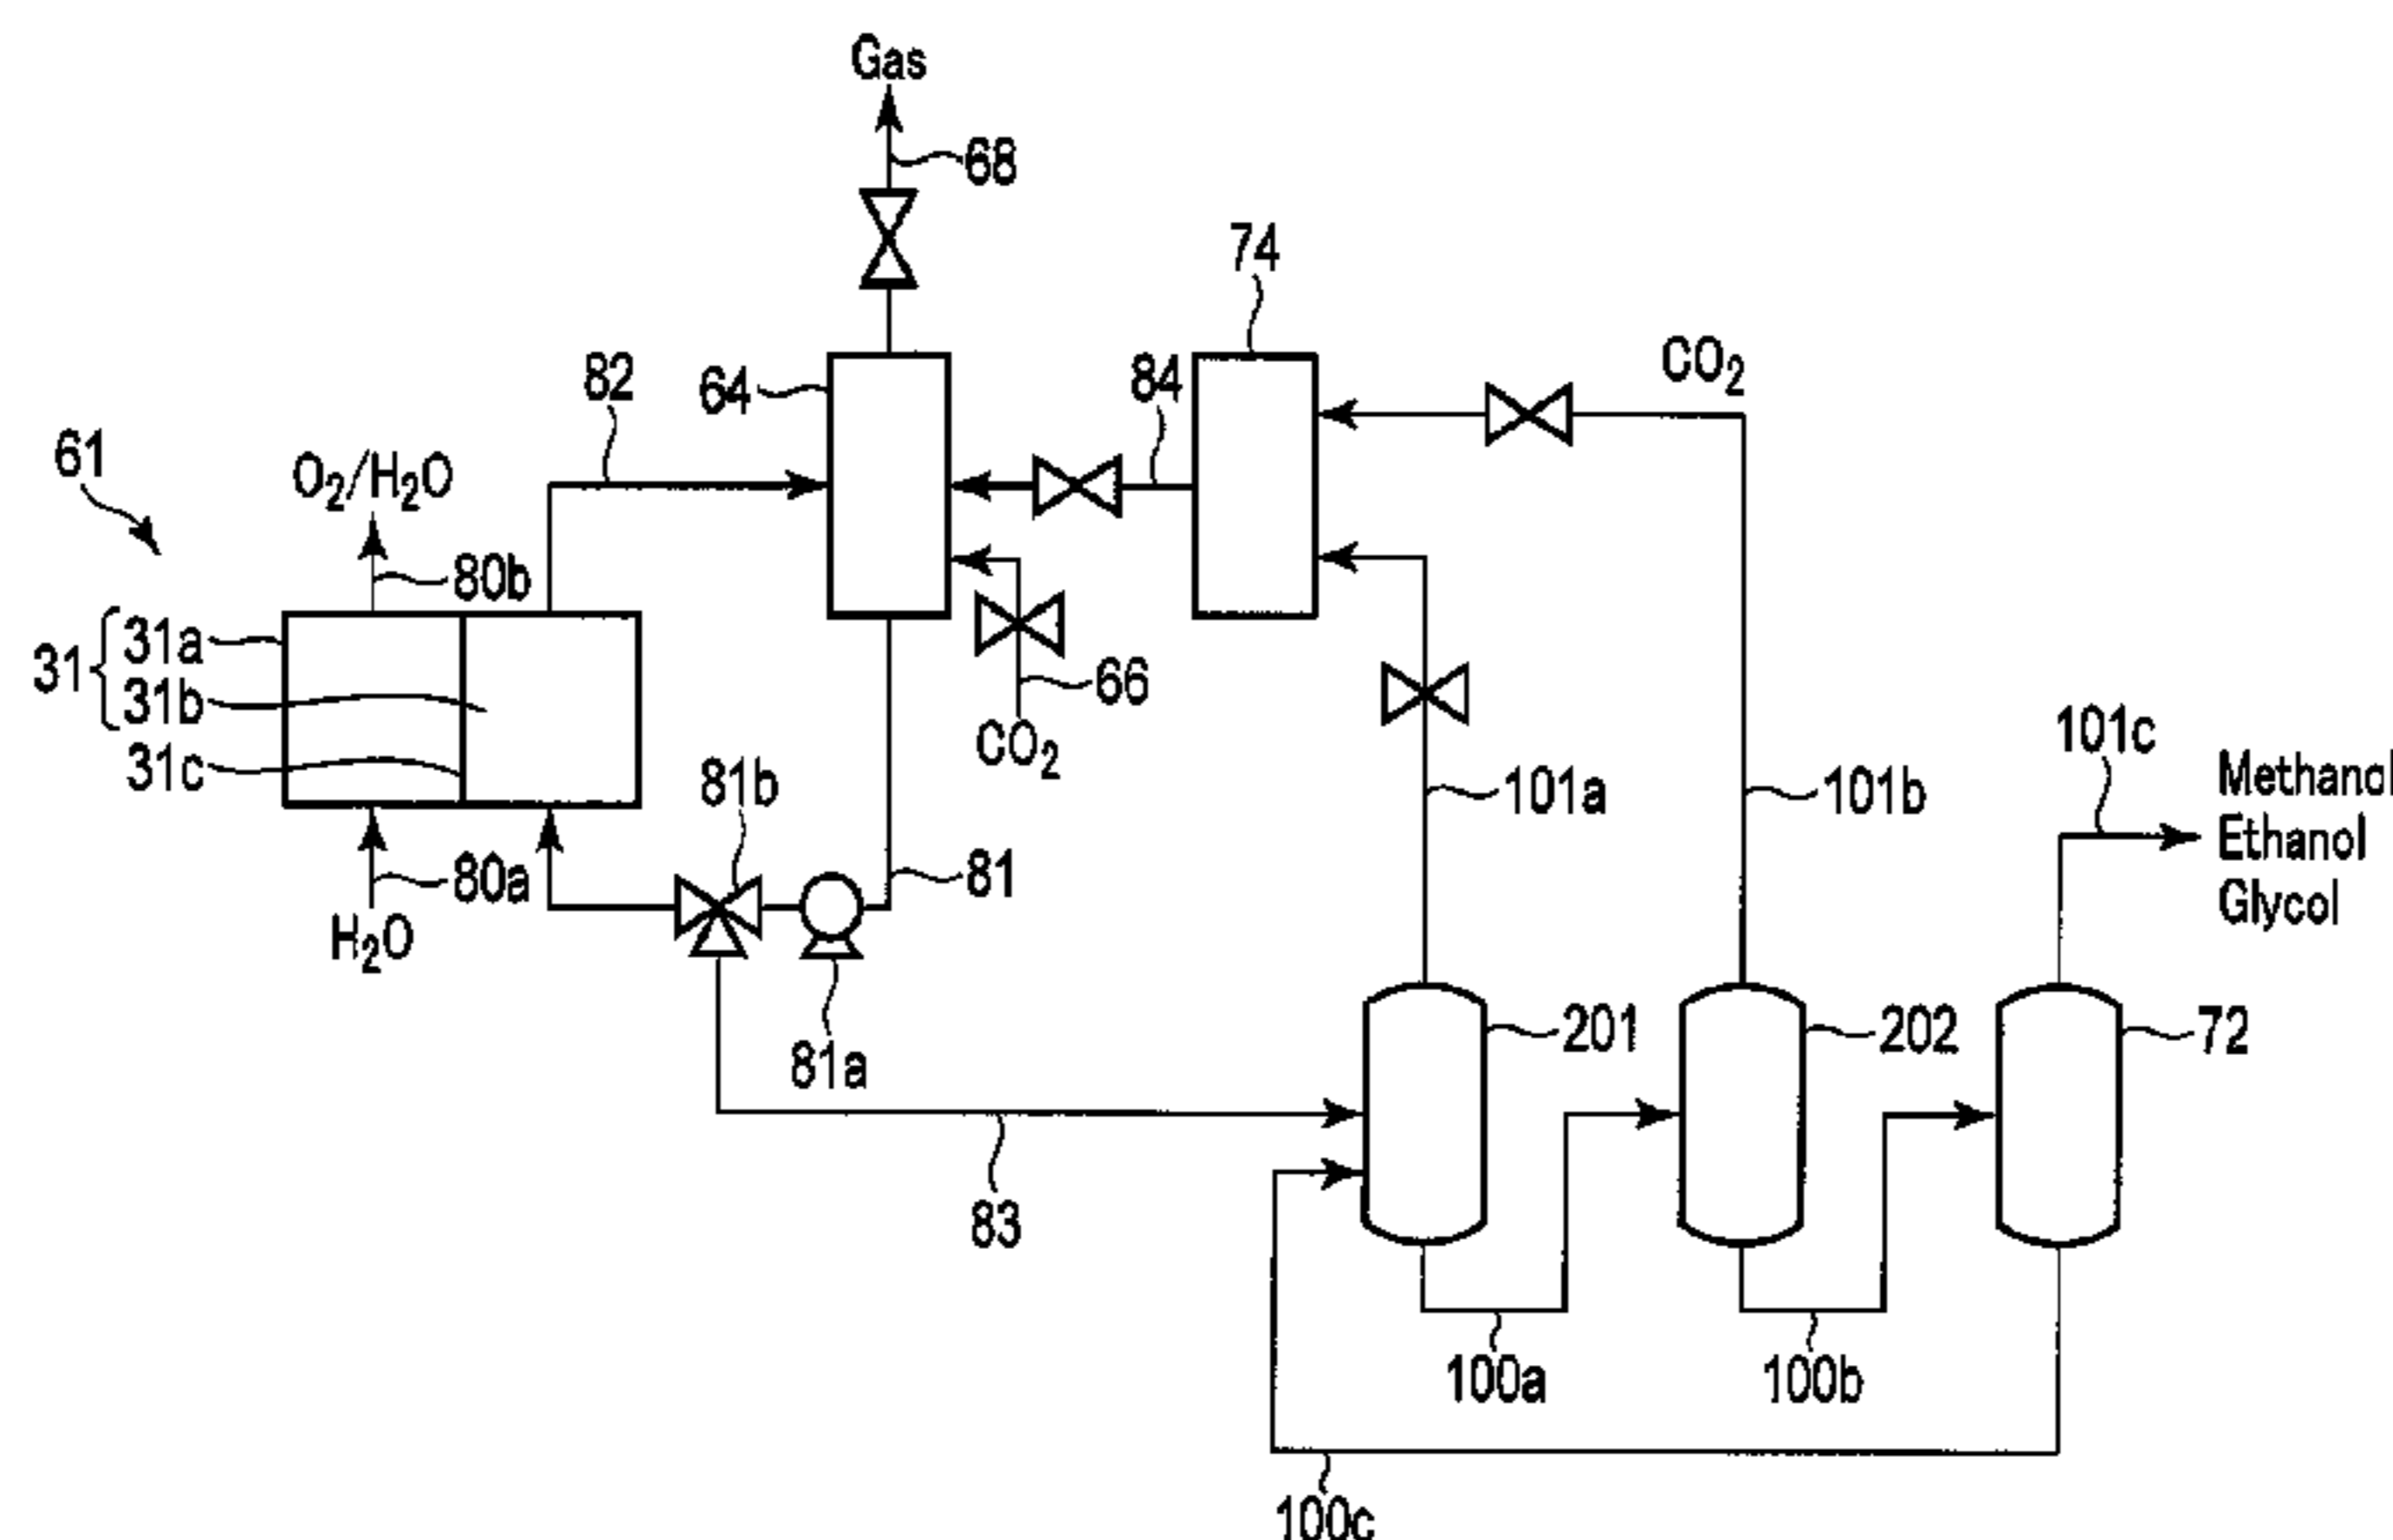 Gas
68
74
CO₂
82
64
84
61
O₂/H₂O
80b
31
31a
31b
31c
66
CO₂
81b
101a
101b
101c
Methanol
Ethanol
Glycol
80a
H₂O
81
81a
201
202
72
83
100a
100b
100c